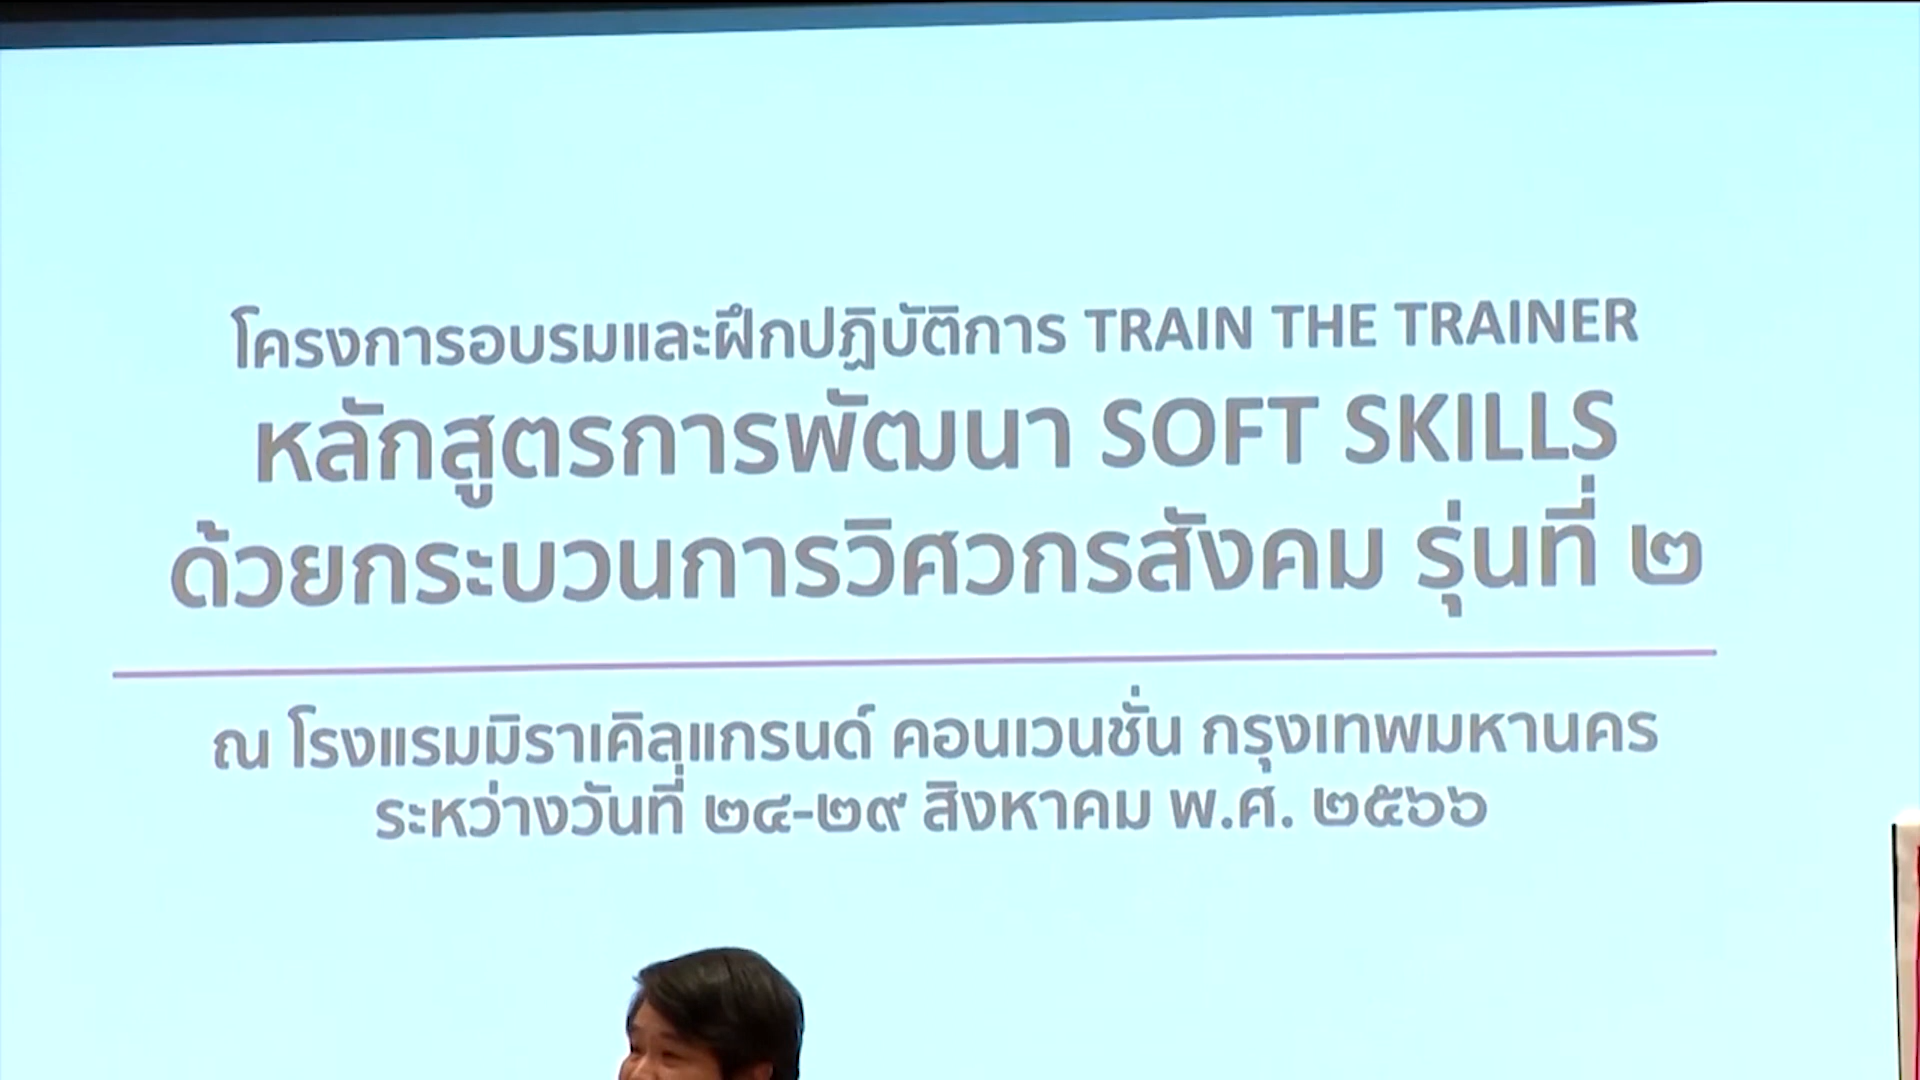 โครงการอบรมและฝึกปฏิบัติการ TRAIN THE TRAINER
หลักสูตรการพัฒนา SOFT SKILLS
ด้วยกระบวนการวิศวกรสังคม รุ่นที่ ๒
ณ โรงแรมมิราเคิลแกรนด์ คอนเวนชั่น กรุงเทพมหานคร
ระหว่างวันที่ ๒๔-๒๙ สิงหาคม พ.ศ. ๒๕๖๖